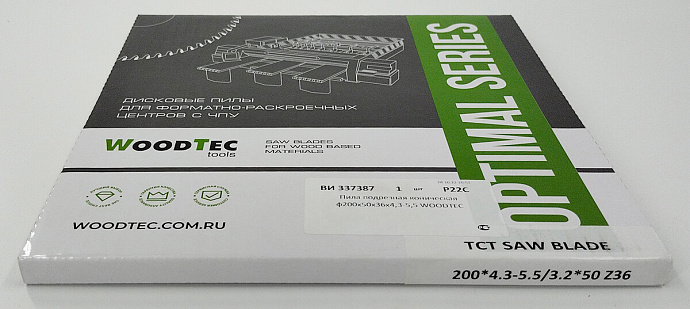 OPTIMAL SERIES
ДИСКОВЫЕ ПИЛЫ
ДЛЯ ФОРМАТНО-РАСКРОЕЧНЫХ
ЦЕНТРОВ С ЧПУ
WOODTEC
tools
SAW BLADES
FOR WOOD BASED
MATERIALS
ВИ 337387 1 шт Р22С
Пила подрезная коническая
ф200х50х36х4,3-5,5 WOODTEC
WOODTEC.COM.RU
TCT SAW BLADE
200*4.3-5.5/3.2*50 Z36